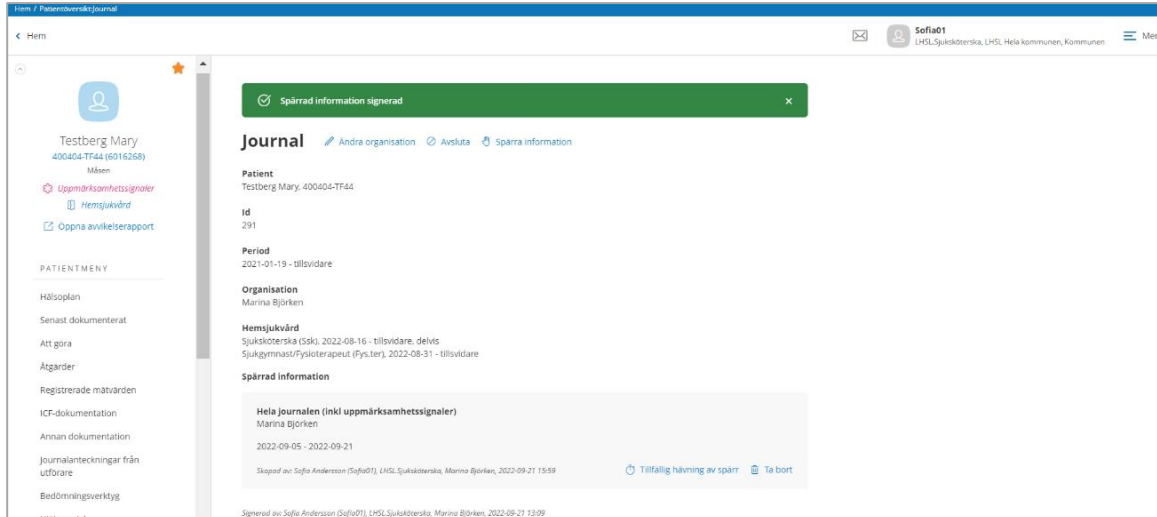 Hem / Patientöversikt:Journal
Hem
Sofia01
LHSL.Sjuksköterska, LHSL Hela kommunen, Kommunen
Testberg Mary
400404-TF44 (6016268)
Måsen
Uppmärksamhetssignaler
Hemsjukvård
Öppna avvikelserapport
PATIENTMENY
Hälsoplan
Senast dokumenterat
Att göra
Åtgärder
Registrerade mätvärden
ICF-dokumentation
Annan dokumentation
Journalanteckningar från
utförare
Bedömningsverktyg
Spärrad information signerad
Journal Ändra organisation Avsluta Spärra information
Patient
Testberg Mary, 400404-TF44
Id
291
Period
2021-01-19 - tillsvidare
Organisation
Marina Björken
Hemsjukvård
Sjuksköterska (Ssk), 2022-08-16 - tillsvidare, delvis
Sjukgymnast/Fysioterapeut (Fys.ter), 2022-08-31 - tillsvidare
Spärrad information
Hela journalen (inkl uppmärksamhetssignaler)
Marina Björken
2022-09-05 - 2022-09-21
Skapad av: Sofia Andersson (Sofia01), LHSL.Sjuksköterska, Marina Björken, 2022-09-21 15:59 Tillfällig hävning av spärr Ta bort
Signerad av: Sofia Andersson (Sofia01), LHSL.Sjuksköterska, Marina Björken, 2022-09-21 13:09